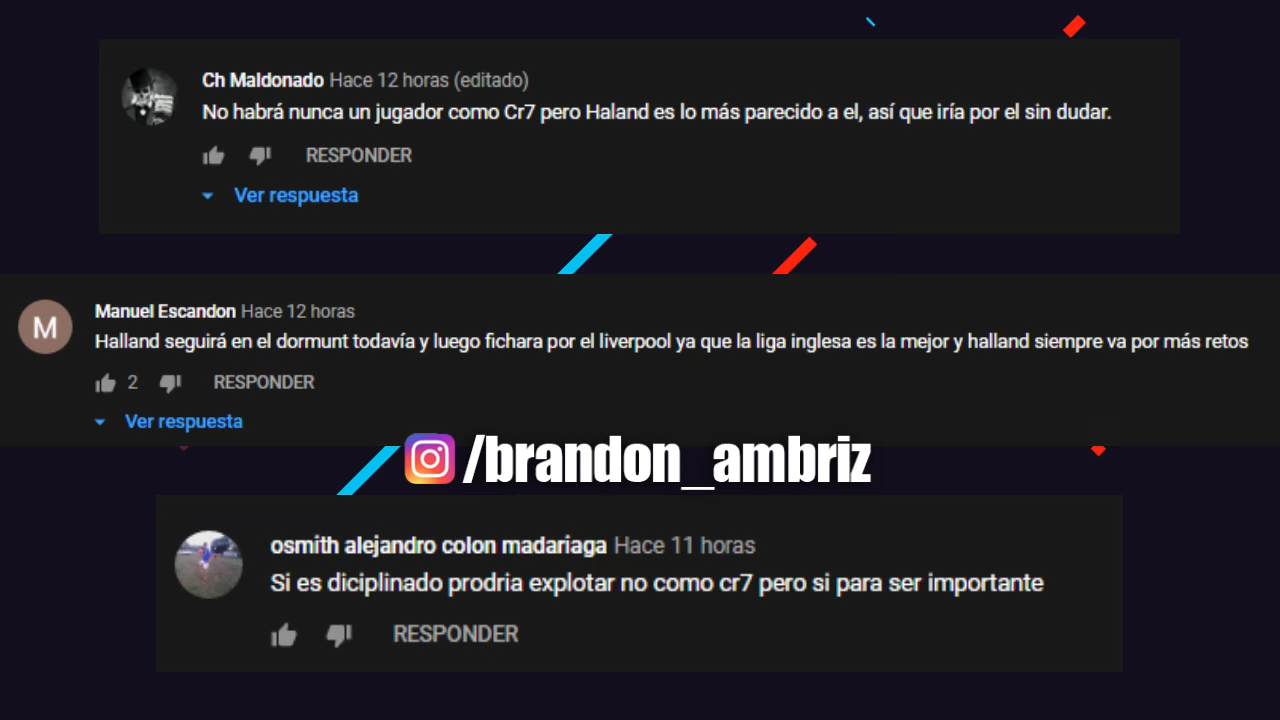 Ch Maldonado Hace 12 horas (editado)
No habrá nunca un jugador como Cr7 pero Haland es lo más parecido a el, así que iría por el sin dudar.
RESPONDER
Ver respuesta
M
Manuel Escandon Hace 12 horas
Halland seguirá en el dormunt todavía y luego fichara por el liverpool ya que la liga inglesa es la mejor y halland siempre va por más retos
2 RESPONDER
Ver respuesta
/brandon_ambriz
osmith alejandro colon madariaga Hace 11 horas
Si es diciplinado prodria explotar no como cr7 pero si para ser importante
RESPONDER